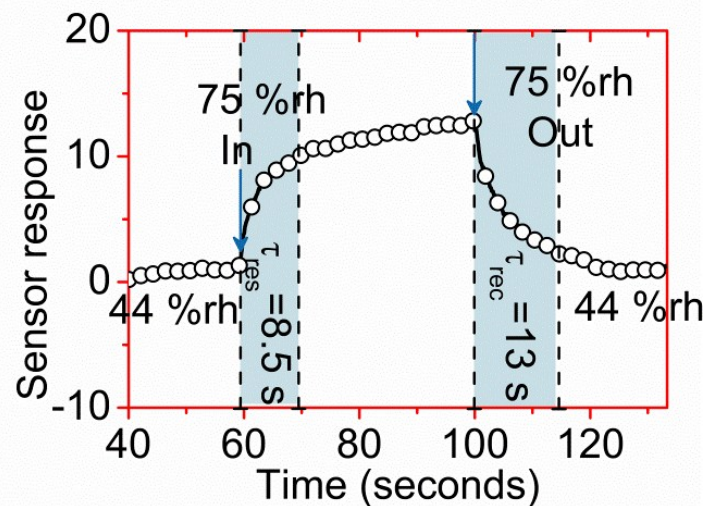 Sensor response
20
10
0
-10
75 %rh
In
75 %rh
Out
44 %rh
44 %rh
τres =8.5 s
τrec =13 s
40 60 80 100 120
Time (seconds)